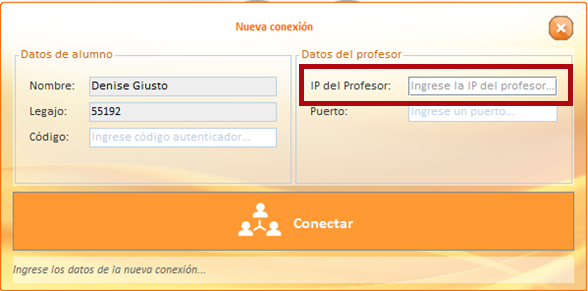 Nueva conexión
Datos de alumno
Nombre: Denise Giusto
Legajo: 55192
Código: Ingrese código autenticador...
Datos del profesor
IP del Profesor: Ingrese la IP del profesor...
Puerto: Ingrese un puerto...
Conectar
Ingrese los datos de la nueva conexión...